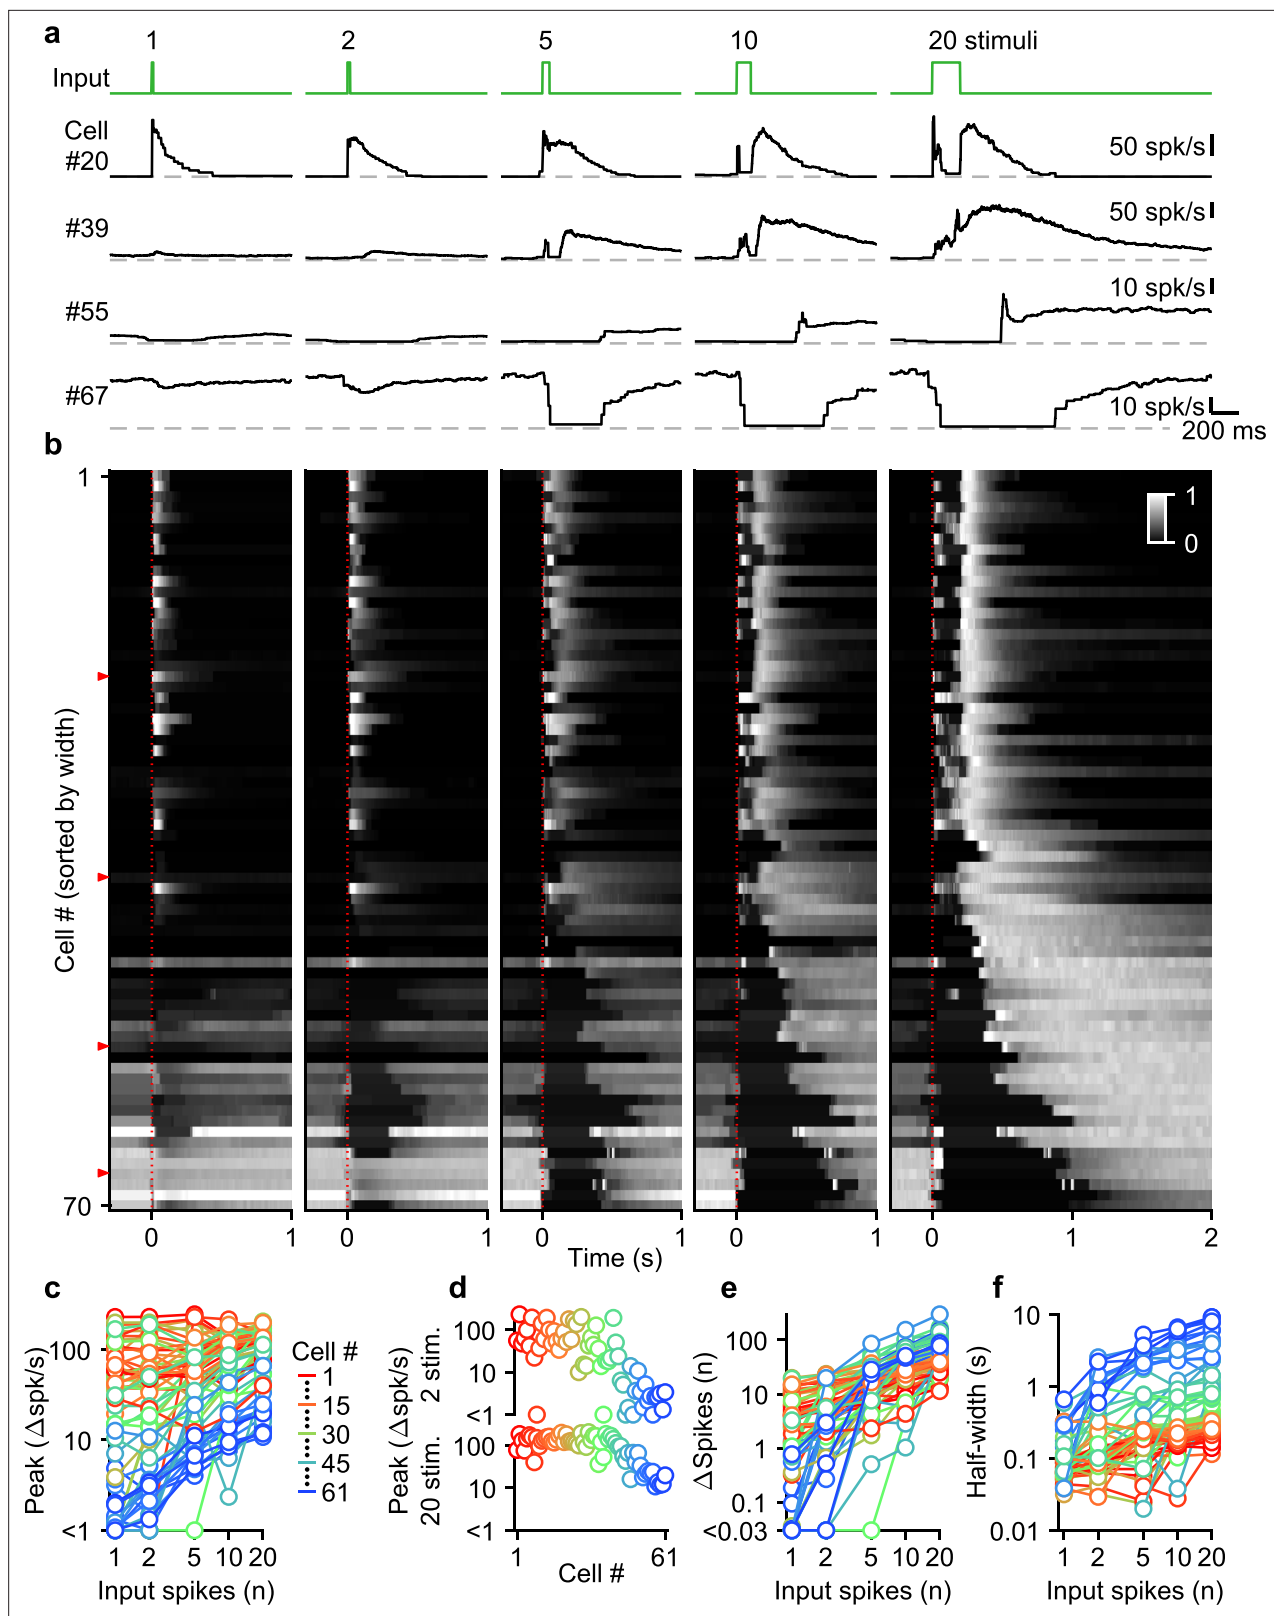 a
1 2 5 10 20 stimuli
Input
Cell #20
50 spk/s
#39
50 spk/s
#55
10 spk/s
#67
10 spk/s
200 ms
b
1
70
Cell # (sorted by width)
1
0
0 1 0 1 0 1 0 1 0 1 2
Time (s)
c
Peak (Δspk/s)
100
10
<1
1 2 5 10 20
Input spikes (n)
Cell #
1
15
30
45
61
d
Peak (Δspk/s)
20 stim. 2 stim.
100
10
<1
100
10
<1
1 61
Cell #
e
ΔSpikes (n)
100
10
1
0.1
<0.03
1 2 5 10 20
Input spikes (n)
f
Half-width (s)
10
1
0.1
0.01
1 2 5 10 20
Input spikes (n)